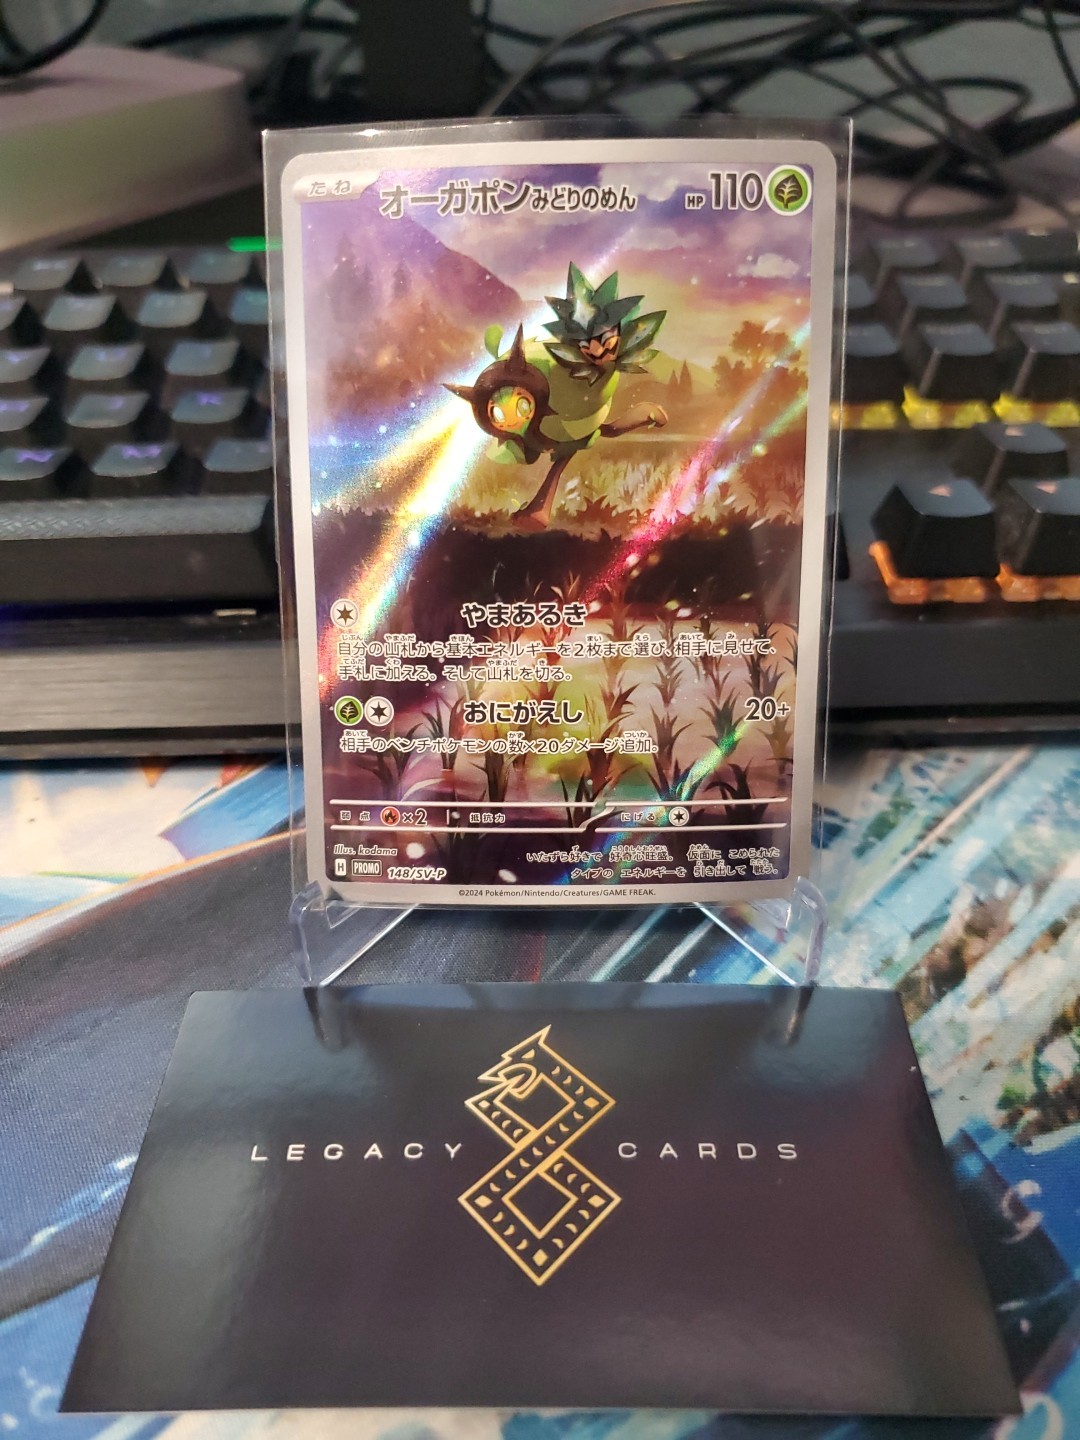 たね
オーガポン みどりのめん
HP 110
やまあるき
自分の山札から基本エネルギーを2枚まで選び、相手に見せて、
手札に加える。そして山札を切る。
おにがえし 20+
相手のベンチポケモンの数×20ダメージ追加。
弱点 ×2 抵抗力 にげる
Illus. kodama
H PROMO 148/SV-P
いたずら好きで 好奇心旺盛。 仮面に こめられた
タイプの エネルギーを 引き出して 戦う。
©2024 Pokémon/Nintendo/Creatures/GAME FREAK.
LEGACY CARDS